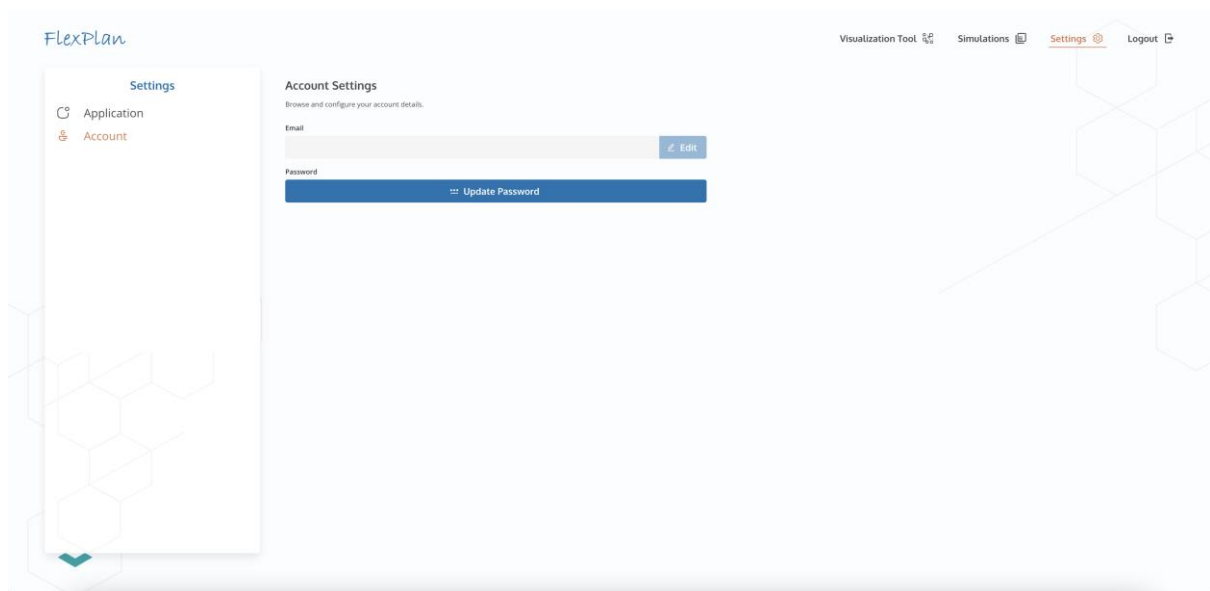 FlexPlan
Visualization Tool
Simulations
Settings
Logout
Settings
Application
Account
Account Settings
Browse and configure your account details.
Email
Edit
Password
Update Password